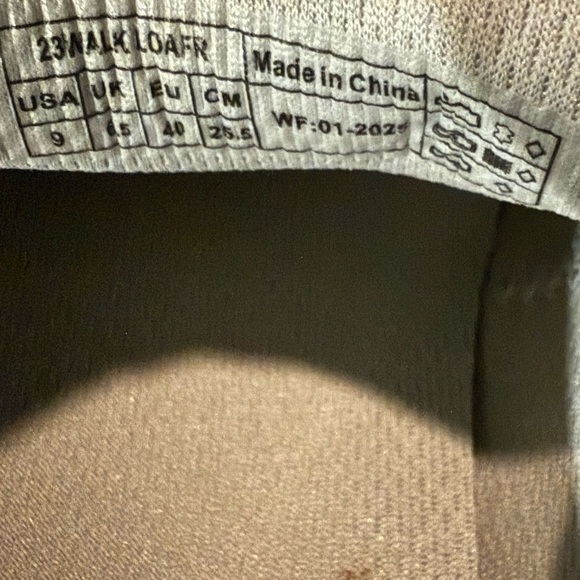 23WALK LOAFR
Made in China
USA UK EU CM
9 6.5 40 25.5
WF:01-2029